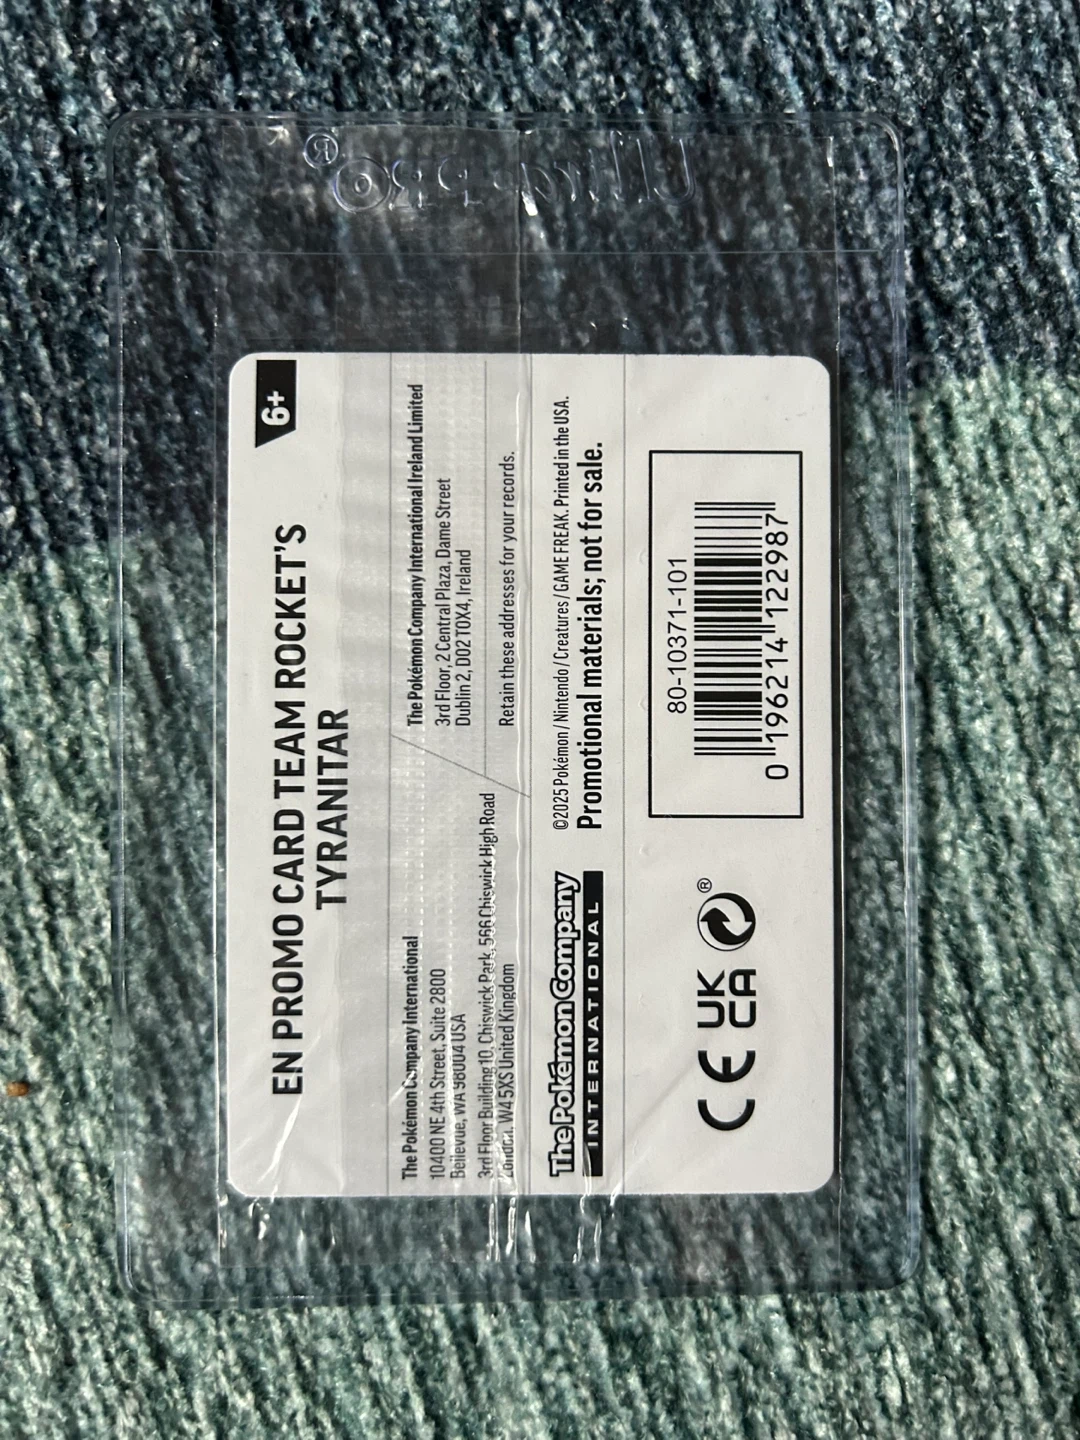 Ultra•PRO®
6+
EN PROMO CARD TEAM ROCKET'S
TYRANITAR
The Pokémon Company International
10400 NE 4th Street, Suite 2800
Bellevue, WA 98004 USA
3rd Floor Building 10, Chiswick Park, 566 Chiswick High Road
London, W4 5XS United Kingdom
The Pokémon Company International Ireland Limited
3rd Floor, 2 Central Plaza, Dame Street
Dublin 2, D02 T0X4, Ireland
Retain these addresses for your records.
The Pokémon Company
INTERNATIONAL
©2025 Pokémon / Nintendo / Creatures / GAME FREAK. Printed in the USA.
Promotional materials; not for sale.
CE UK
CA ®
80-10371-101
0 196214 122987